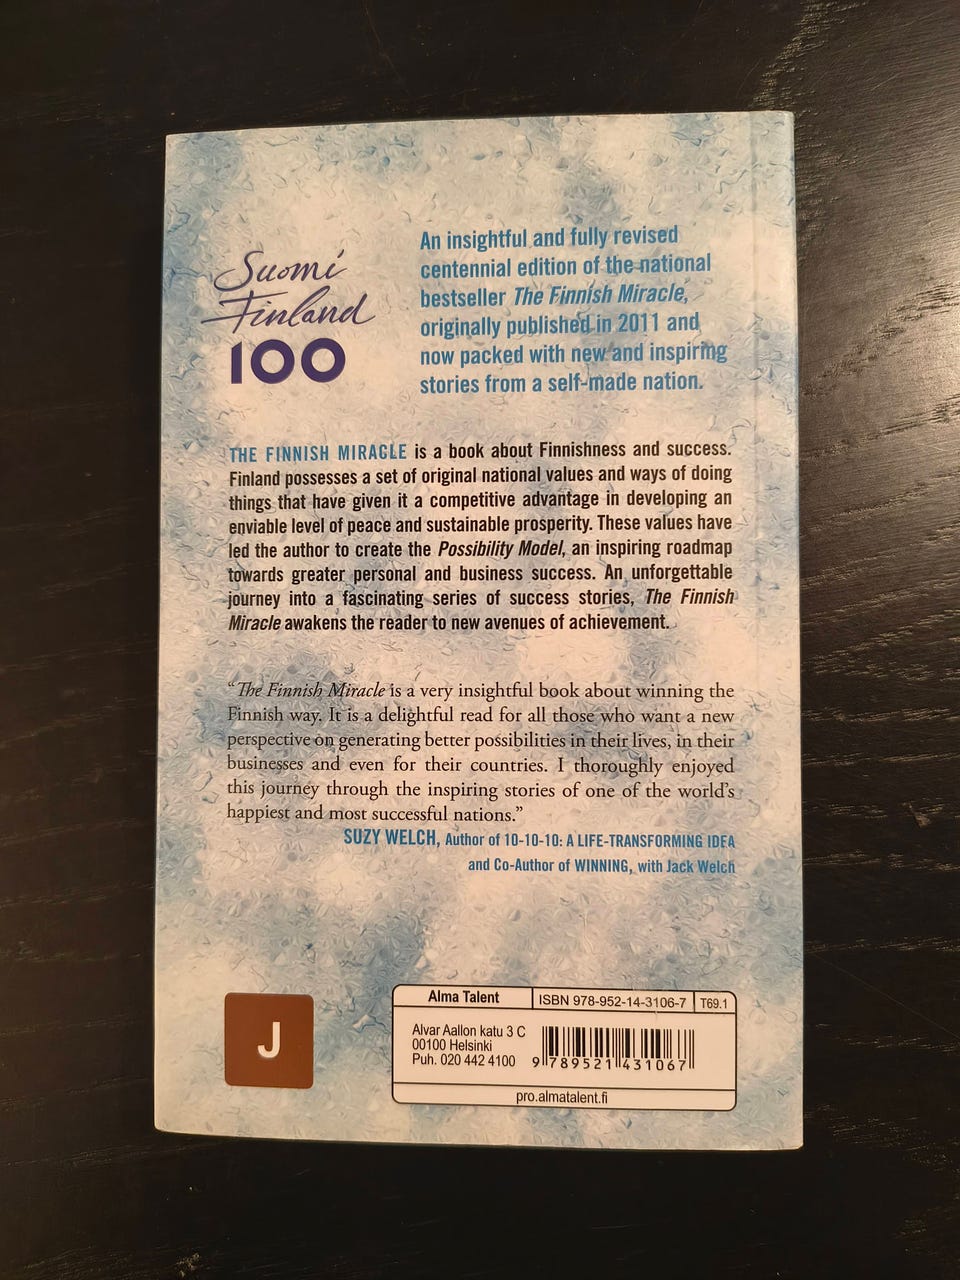 Suomi
Finland
100
An insightful and fully revised
centennial edition of the national
bestseller The Finnish Miracle,
originally published in 2011 and
now packed with new and inspiring
stories from a self-made nation.
THE FINNISH MIRACLE is a book about Finnishness and success.
Finland possesses a set of original national values and ways of doing
things that have given it a competitive advantage in developing an
enviable level of peace and sustainable prosperity. These values have
led the author to create the Possibility Model, an inspiring roadmap
towards greater personal and business success. An unforgettable
journey into a fascinating series of success stories, The Finnish
Miracle awakens the reader to new avenues of achievement.
“The Finnish Miracle is a very insightful book about winning the
Finnish way. It is a delightful read for all those who want a new
perspective on generating better possibilities in their lives, in their
businesses and even for their countries. I thoroughly enjoyed
this journey through the inspiring stories of one of the world’s
happiest and most successful nations.”
SUZY WELCH, Author of 10-10-10: A LIFE-TRANSFORMING IDEA
and Co-Author of WINNING, with Jack Welch
J
Alma Talent ISBN 978-952-14-3106-7 T69.1
Alvar Aallon katu 3 C
00100 Helsinki
Puh. 020 442 4100
9 789521 431067
pro.almatalent.fi